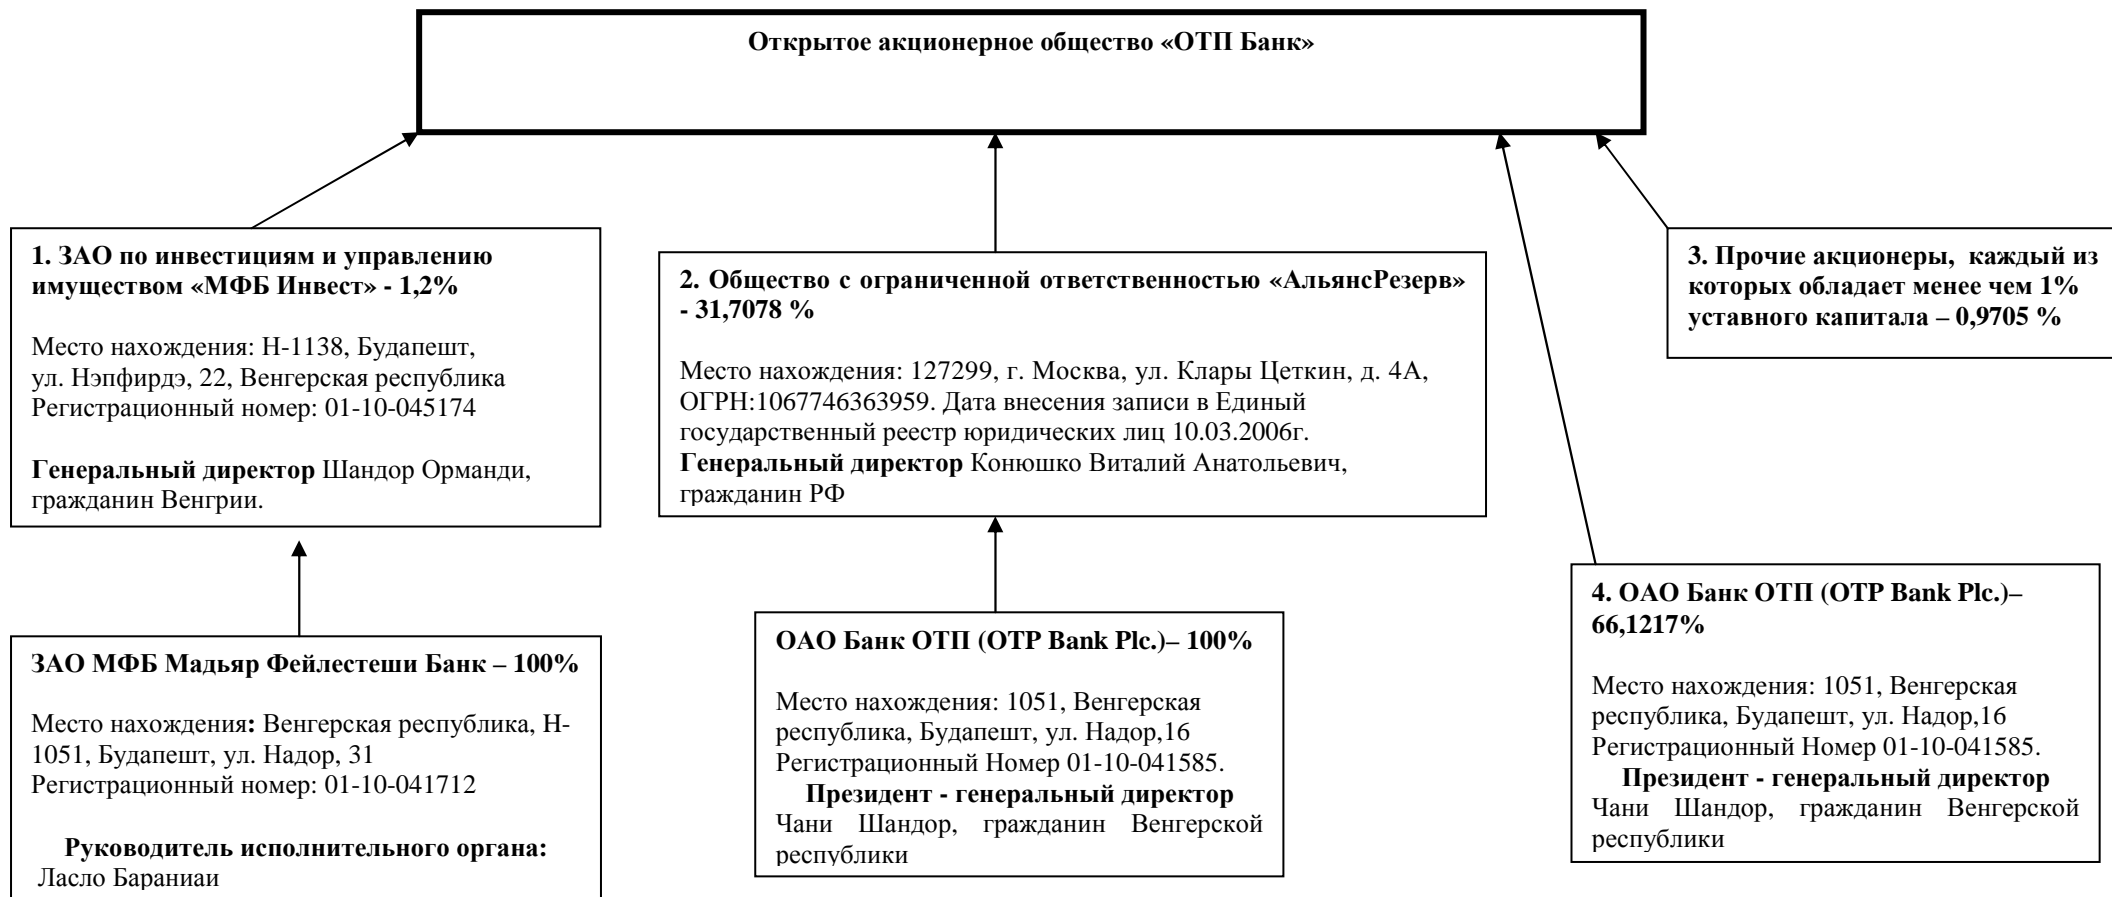 Открытое акционерное общество «ОТП Банк»
1. ЗАО по инвестициям и управлению
имуществом «МФБ Инвест» - 1,2%
Место нахождения: Н-1138, Будапешт,
ул. Нэпфирдэ, 22, Венгерская республика
Регистрационный номер: 01-10-045174
Генеральный директор Шандор Орманди,
гражданин Венгрии.
2. Общество с ограниченной ответственностью «АльянсРезерв»
- 31,7078 %
Место нахождения: 127299, г. Москва, ул. Клары Цеткин, д. 4А,
ОГРН:1067746363959. Дата внесения записи в Единый
государственный реестр юридических лиц 10.03.2006г.
Генеральный директор Конюшко Виталий Анатольевич,
гражданин РФ
3. Прочие акционеры, каждый из
которых обладает менее чем 1%
уставного капитала – 0,9705 %
ЗАО МФБ Мадьяр Фейлестеши Банк – 100%
Место нахождения: Венгерская республика, Н-
1051, Будапешт, ул. Надор, 31
Регистрационный номер: 01-10-041712
Руководитель исполнительного органа:
Ласло Бараниаи
ОАО Банк ОТП (OTP Bank Plc.)– 100%
Место нахождения: 1051, Венгерская
республика, Будапешт, ул. Надор,16
Регистрационный Номер 01-10-041585.
Президент - генеральный директор
Чани Шандор, гражданин Венгерской
республики
4. ОАО Банк ОТП (OTP Bank Plc.)–
66,1217%
Место нахождения: 1051, Венгерская
республика, Будапешт, ул. Надор,16
Регистрационный Номер 01-10-041585.
Президент - генеральный директор
Чани Шандор, гражданин Венгерской
республики